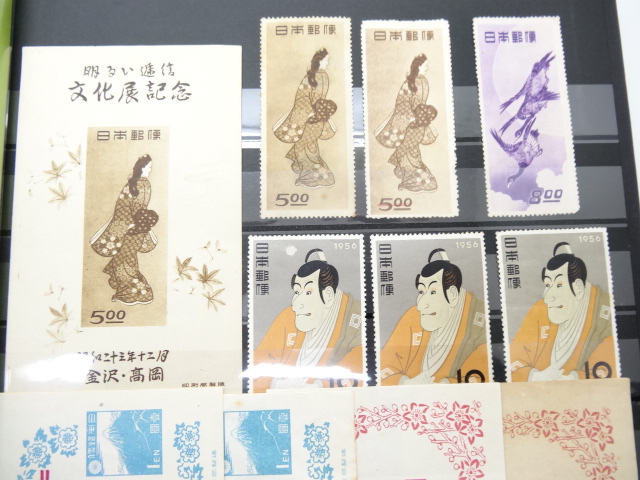 明るい逓信
文化展記念
日本郵便
5.00
昭和二十三年十二月
金沢・高岡
日本郵便
5.00
日本郵便
5.00
日本郵便
8.00
1956
日本郵便
10
1956
日本郵便
10
1956
日本郵便
10
1EN
1EN